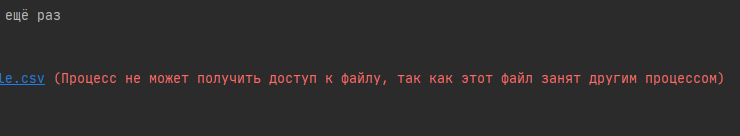 ещё раз
le.csv (Процесс не может получить доступ к файлу, так как этот файл занят другим процессом)